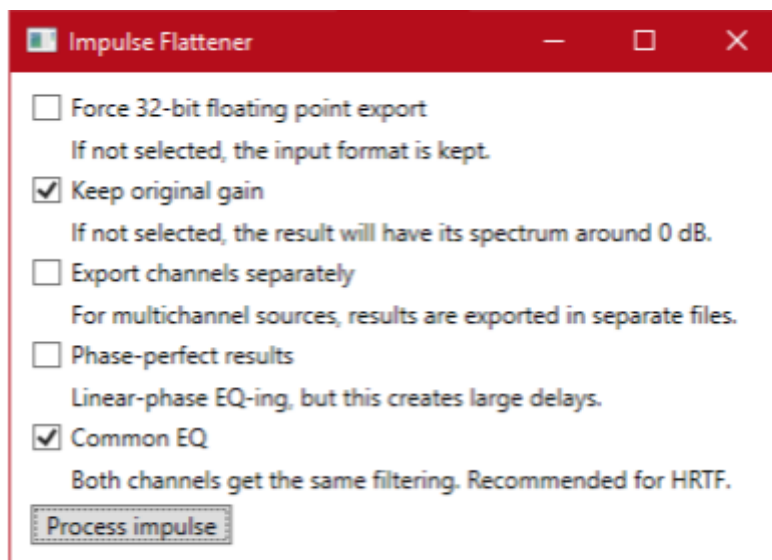 Impulse Flattener
Force 32-bit floating point export
If not selected, the input format is kept.
Keep original gain
If not selected, the result will have its spectrum around 0 dB.
Export channels separately
For multichannel sources, results are exported in separate files.
Phase-perfect results
Linear-phase EQ-ing, but this creates large delays.
Common EQ
Both channels get the same filtering. Recommended for HRTF.
Process impulse